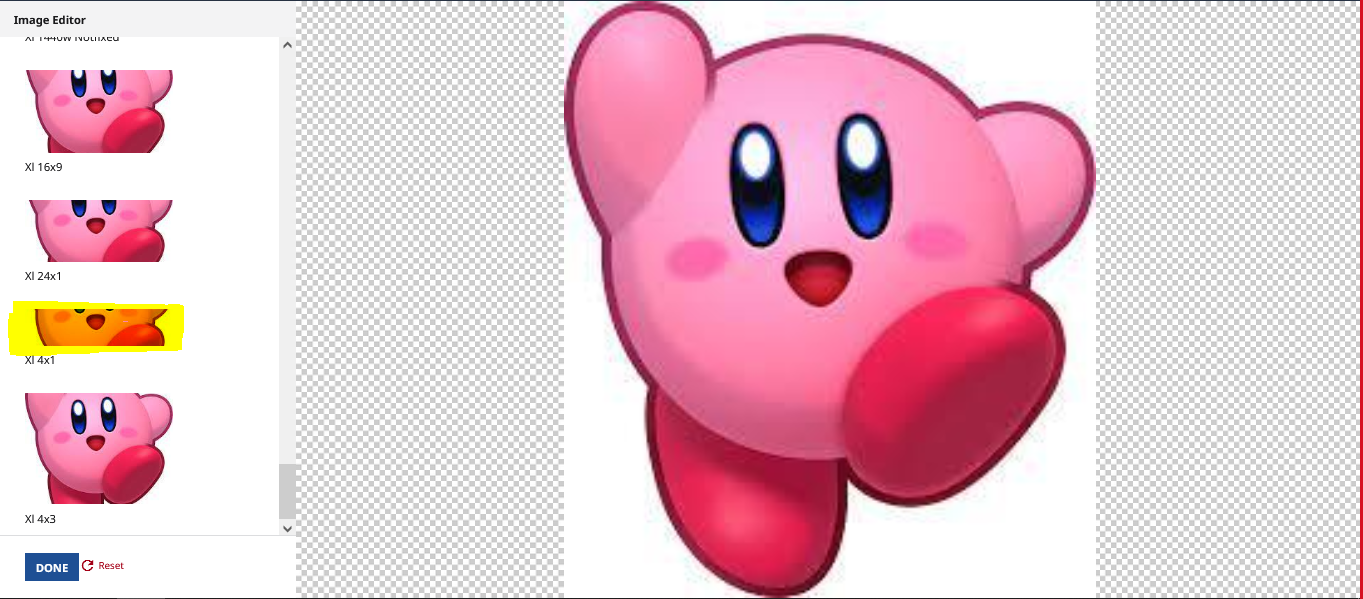 Image Editor
Xl 1440w Notfixed
Xl 16x9
Xl 24x1
Xl 4x1
Xl 4x3
DONE
Reset